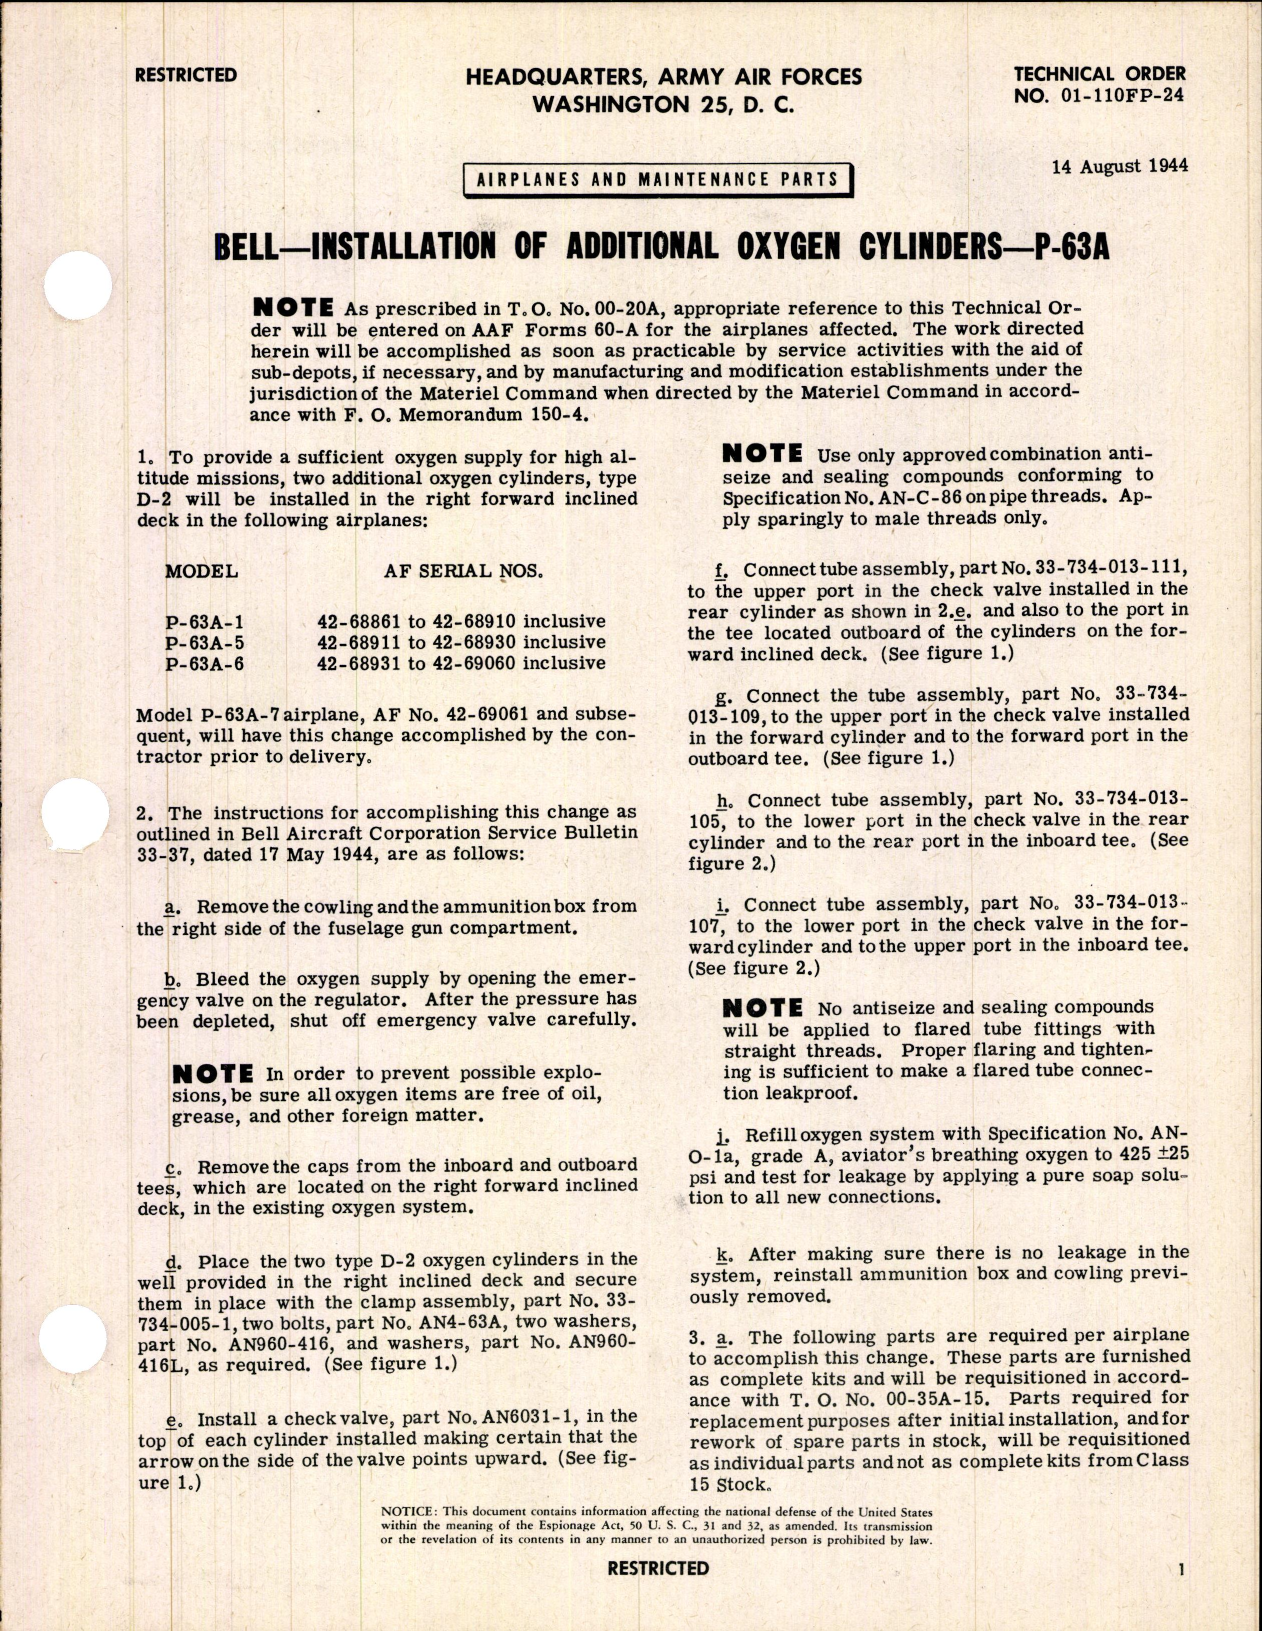 RESTRICTED
HEADQUARTERS, ARMY AIR FORCES
WASHINGTON 25, D. C.
TECHNICAL ORDER
NO. 01-110FP-24
14 August 1944
AIRPLANES AND MAINTENANCE PARTS
BELL—INSTALLATION OF ADDITIONAL OXYGEN CYLINDERS—P-63A
NOTE As prescribed in T.O. No. 00-20A, appropriate reference to this Technical Or-
der will be entered on AAF Forms 60-A for the airplanes affected. The work directed
herein will be accomplished as soon as practicable by service activities with the aid of
sub-depots, if necessary, and by manufacturing and modification establishments under the
jurisdiction of the Materiel Command when directed by the Materiel Command in accord-
ance with F. O. Memorandum 150-4.
1. To provide a sufficient oxygen supply for high al-
titude missions, two additional oxygen cylinders, type
D-2 will be installed in the right forward inclined
deck in the following airplanes:
MODEL AF SERIAL NOS.
P-63A-1 42-68861 to 42-68910 inclusive
P-63A-5 42-68911 to 42-68930 inclusive
P-63A-6 42-68931 to 42-69060 inclusive
Model P-63A-7 airplane, AF No. 42-69061 and subse-
quent, will have this change accomplished by the con-
tractor prior to delivery.
2. The instructions for accomplishing this change as
outlined in Bell Aircraft Corporation Service Bulletin
33-37, dated 17 May 1944, are as follows:
a. Remove the cowling and the ammunition box from
the right side of the fuselage gun compartment.
b. Bleed the oxygen supply by opening the emer-
gency valve on the regulator. After the pressure has
been depleted, shut off emergency valve carefully.
NOTE In order to prevent possible explo-
sions, be sure all oxygen items are free of oil,
grease, and other foreign matter.
c. Remove the caps from the inboard and outboard
tees, which are located on the right forward inclined
deck, in the existing oxygen system.
d. Place the two type D-2 oxygen cylinders in the
well provided in the right inclined deck and secure
them in place with the clamp assembly, part No. 33-
734-005-1, two bolts, part No. AN4-63A, two washers,
part No. AN960-416, and washers, part No. AN960-
416L, as required. (See figure 1.)
e. Install a check valve, part No. AN6031-1, in the
top of each cylinder installed making certain that the
arrow on the side of the valve points upward. (See fig-
ure 1.)
NOTE Use only approved combination anti-
seize and sealing compounds conforming to
Specification No. AN-C-86 on pipe threads. Ap-
ply sparingly to male threads only.
f. Connect tube assembly, part No. 33-734-013-111,
to the upper port in the check valve installed in the
rear cylinder as shown in 2.e. and also to the port in
the tee located outboard of the cylinders on the for-
ward inclined deck. (See figure 1.)
g. Connect the tube assembly, part No. 33-734-
013-109, to the upper port in the check valve installed
in the forward cylinder and to the forward port in the
outboard tee. (See figure 1.)
h. Connect tube assembly, part No. 33-734-013-
105, to the lower port in the check valve in the rear
cylinder and to the rear port in the inboard tee. (See
figure 2.)
i. Connect tube assembly, part No. 33-734-013-
107, to the lower port in the check valve in the for-
ward cylinder and to the upper port in the inboard tee.
(See figure 2.)
NOTE No antiseize and sealing compounds
will be applied to flared tube fittings with
straight threads. Proper flaring and tighten-
ing is sufficient to make a flared tube connec-
tion leakproof.
j. Refill oxygen system with Specification No. AN-
O-1a, grade A, aviator's breathing oxygen to 425 ±25
psi and test for leakage by applying a pure soap solu-
tion to all new connections.
k. After making sure there is no leakage in the
system, reinstall ammunition box and cowling previ-
ously removed.
3. a. The following parts are required per airplane
to accomplish this change. These parts are furnished
as complete kits and will be requisitioned in accord-
ance with T. O. No. 00-35A-15. Parts required for
replacement purposes after initial installation, and for
rework of spare parts in stock, will be requisitioned
as individual parts and not as complete kits from Class
15 Stock.
NOTICE: This document contains information affecting the national defense of the United States
within the meaning of the Espionage Act, 50 U. S. C., 31 and 32, as amended. Its transmission
or the revelation of its contents in any manner to an unauthorized person is prohibited by law.
RESTRICTED
1